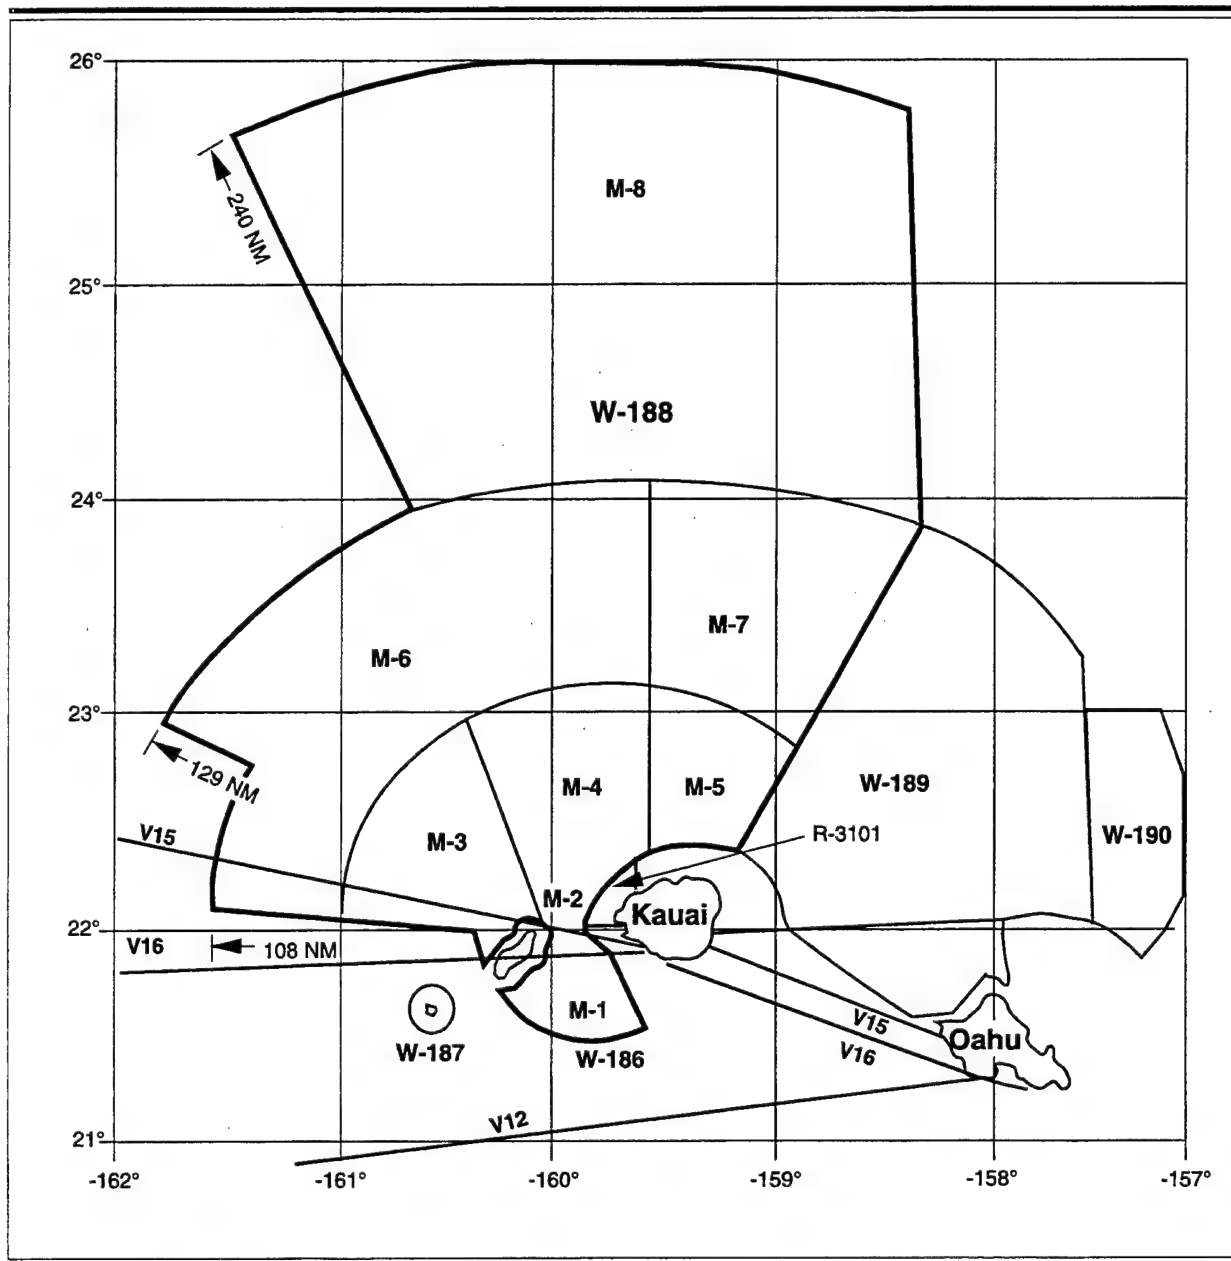 26°
M-8
240 NM
25°
W-188
24°
M-7
M-6
23°
129 NM
M-4
M-5
W-189
V15
M-3
R-3101
W-190
M-2
Kauai
22°
V16
108 NM
M-1
V15
Oahu
W-187
W-186
V16
V12
21°
-162°
-161°
-160°
-159°
-158°
-157°